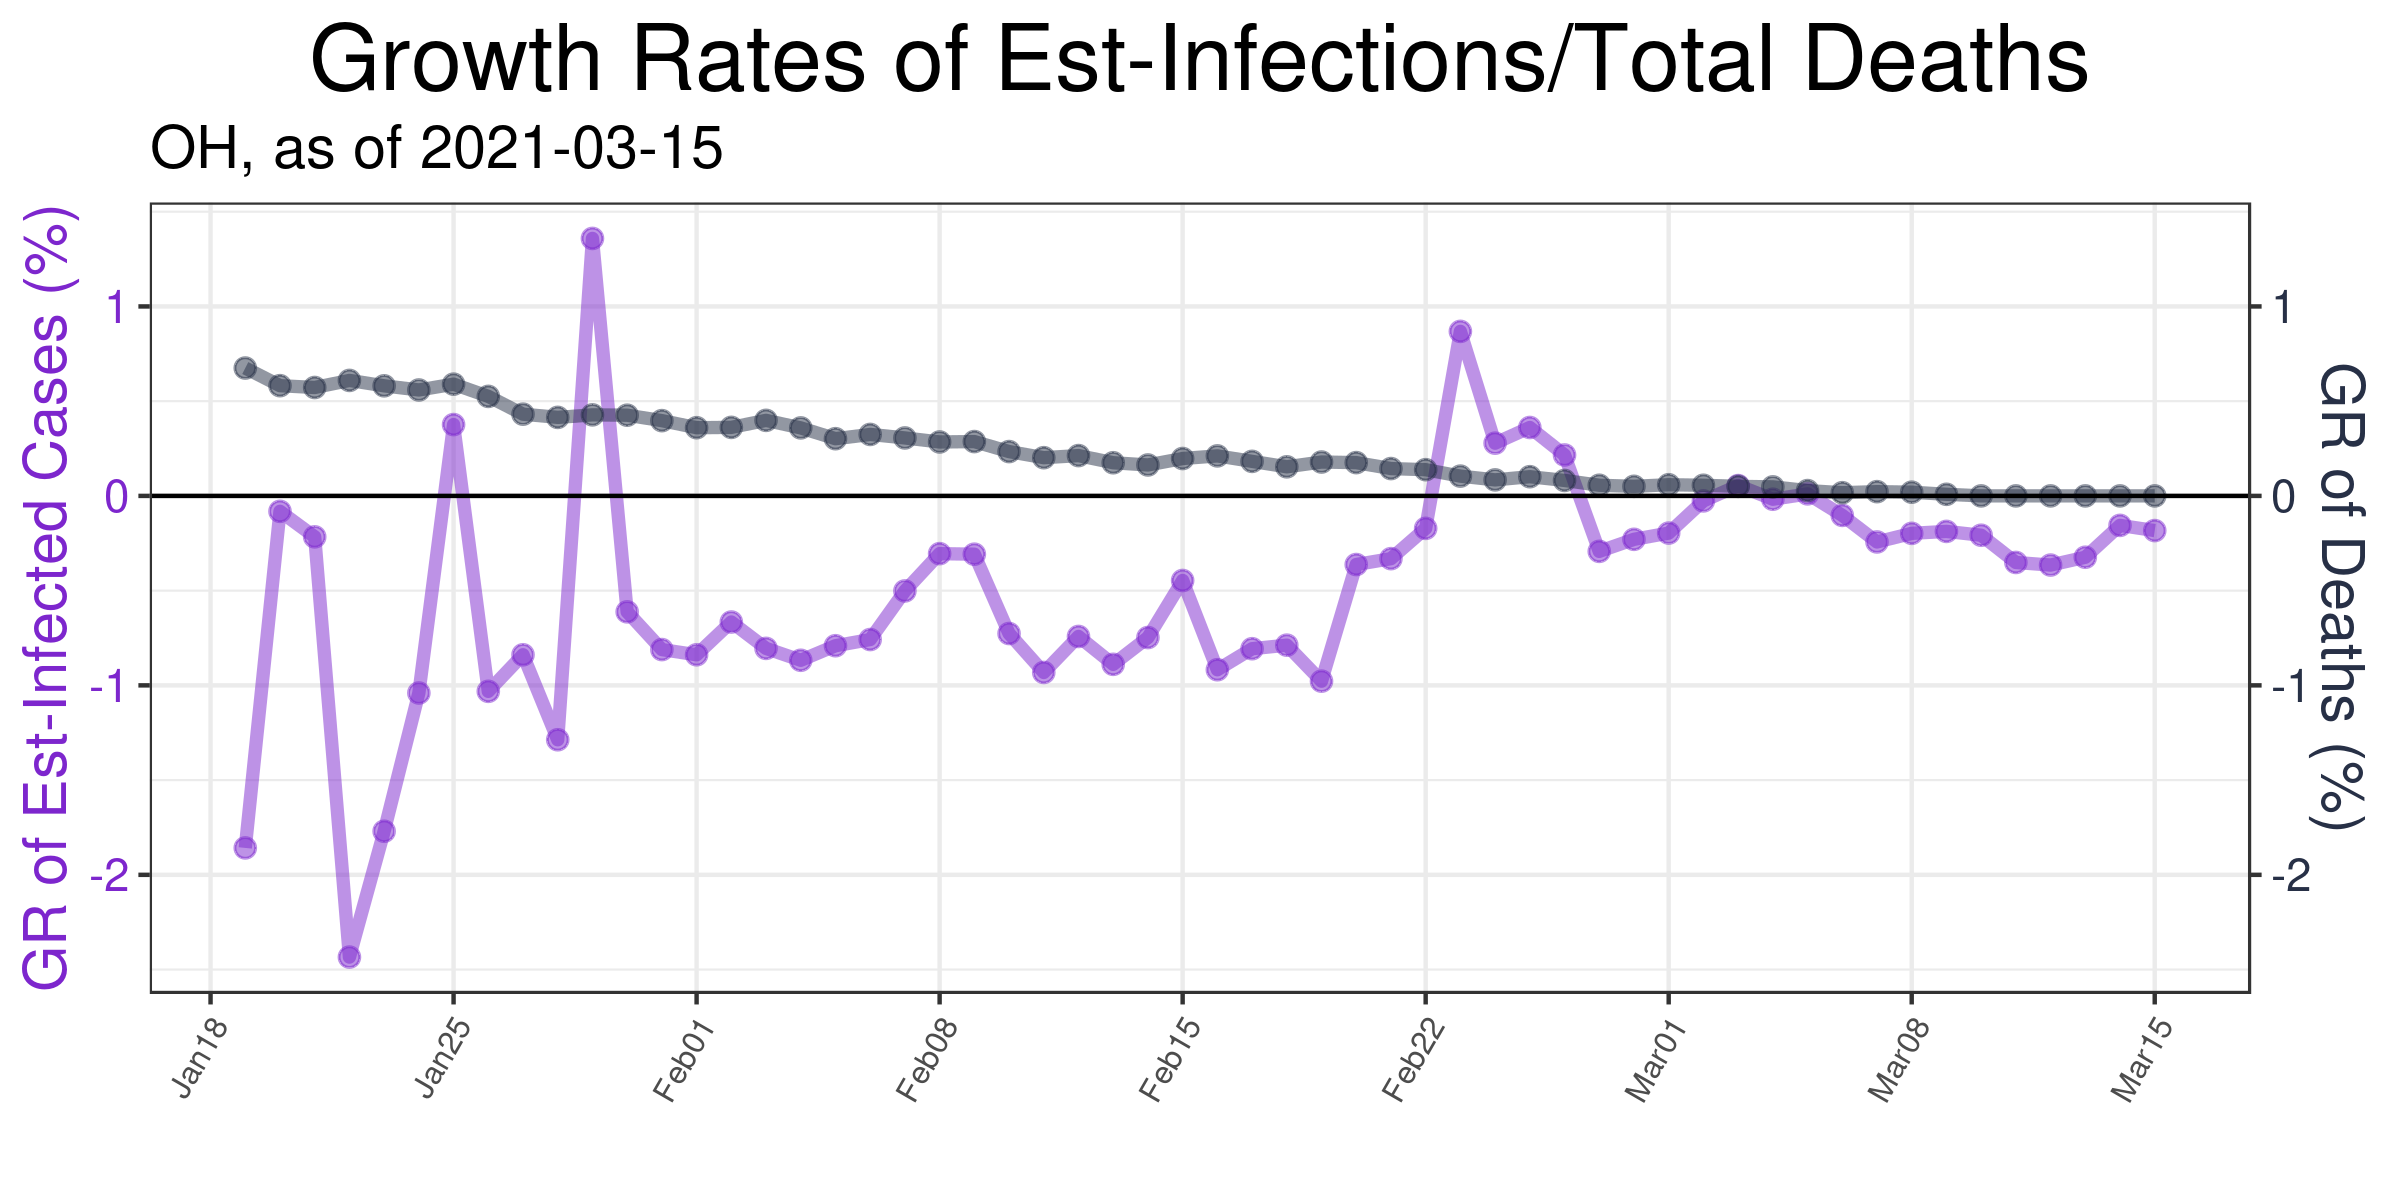 Growth Rates of Est-Infections/Total Deaths
OH, as of 2021-03-15
GR of Est-Infected Cases (%)
1
0
-1
-2
1
0
-1
-2
GR of Deaths (%)
Jan18 Jan25 Feb01 Feb08 Feb15 Feb22 Mar01 Mar08 Mar15